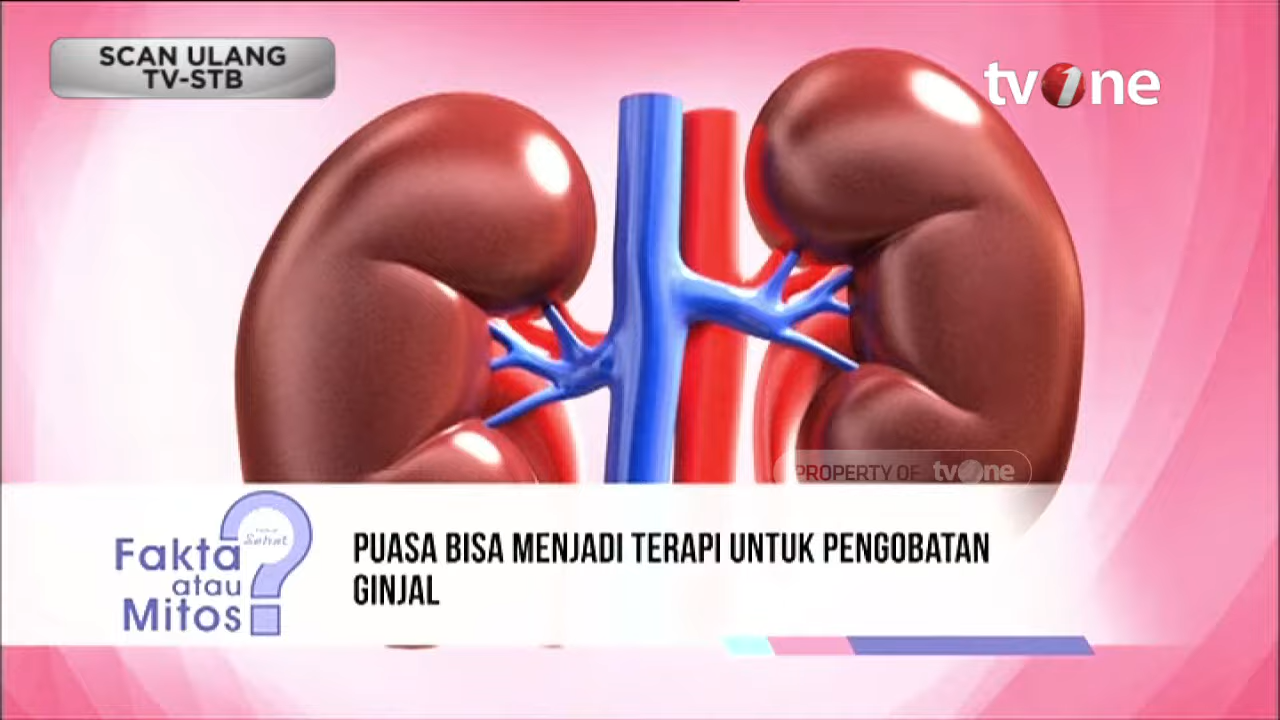 SCAN ULANG
TV-STB
tvOne
PROPERTY OF tvOne
Fakta
atau
Mitos
Sehat
PUASA BISA MENJADI TERAPI UNTUK PENGOBATAN
GINJAL